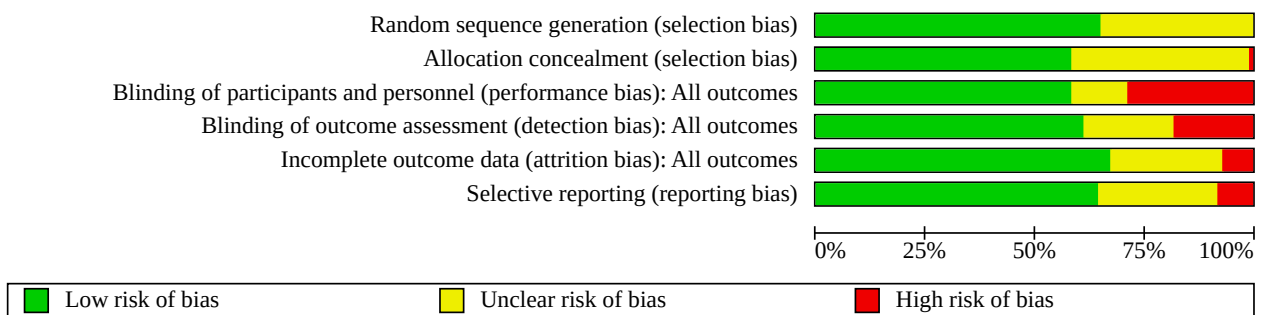 Random sequence generation (selection bias)
Allocation concealment (selection bias)
Blinding of participants and personnel (performance bias): All outcomes
Blinding of outcome assessment (detection bias): All outcomes
Incomplete outcome data (attrition bias): All outcomes
Selective reporting (reporting bias)
0% 25% 50% 75% 100%
Low risk of bias Unclear risk of bias High risk of bias